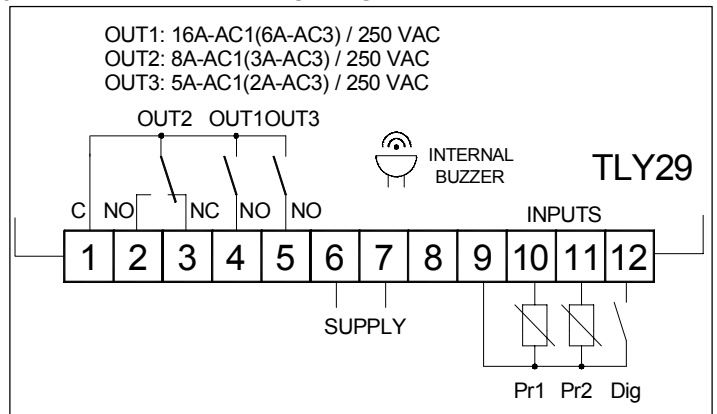 OUT1: 16A-AC1(6A-AC3) / 250 VAC
OUT2: 8A-AC1(3A-AC3) / 250 VAC
OUT3: 5A-AC1(2A-AC3) / 250 VAC
OUT2 OUT1OUT3
INTERNAL
BUZZER
TLY29
C NO NC NO NO
INPUTS
1 2 3 4 5 6 7 8 9 10 11 12
SUPPLY
Pr1 Pr2 Dig